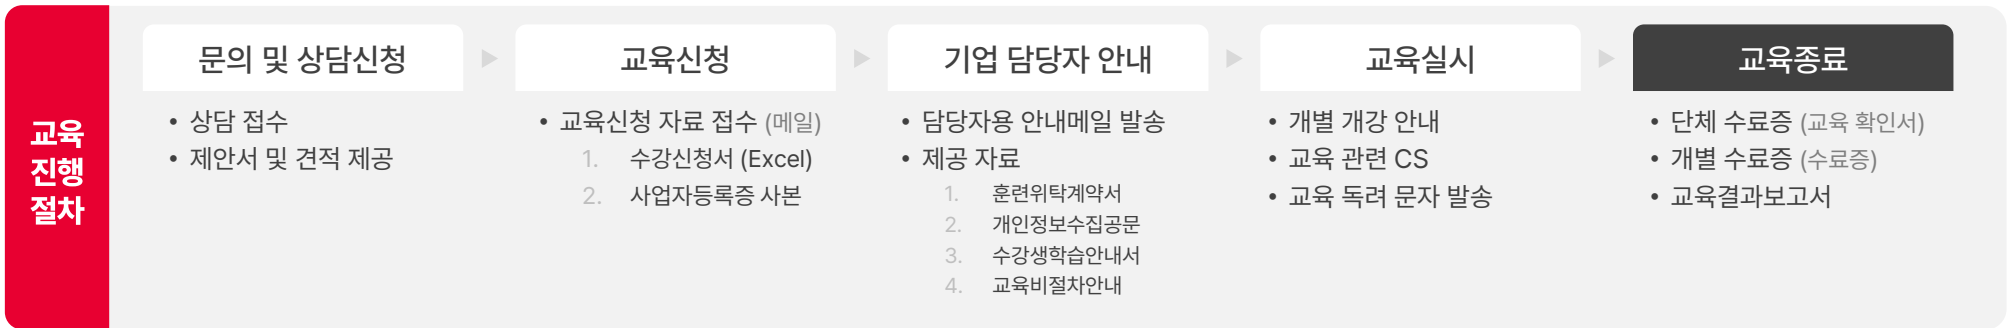 교육
진행
절차
문의 및 상담신청
• 상담 접수
• 제안서 및 견적 제공
교육신청
• 교육신청 자료 접수 (메일)
1. 수강신청서 (Excel)
2. 사업자등록증 사본
기업 담당자 안내
• 담당자용 안내메일 발송
• 제공 자료
1. 훈련위탁계약서
2. 개인정보수집공문
3. 수강생학습안내서
4. 교육비절차안내
교육실시
• 개별 개강 안내
• 교육 관련 CS
• 교육 독려 문자 발송
교육종료
• 단체 수료증 (교육 확인서)
• 개별 수료증 (수료증)
• 교육결과보고서